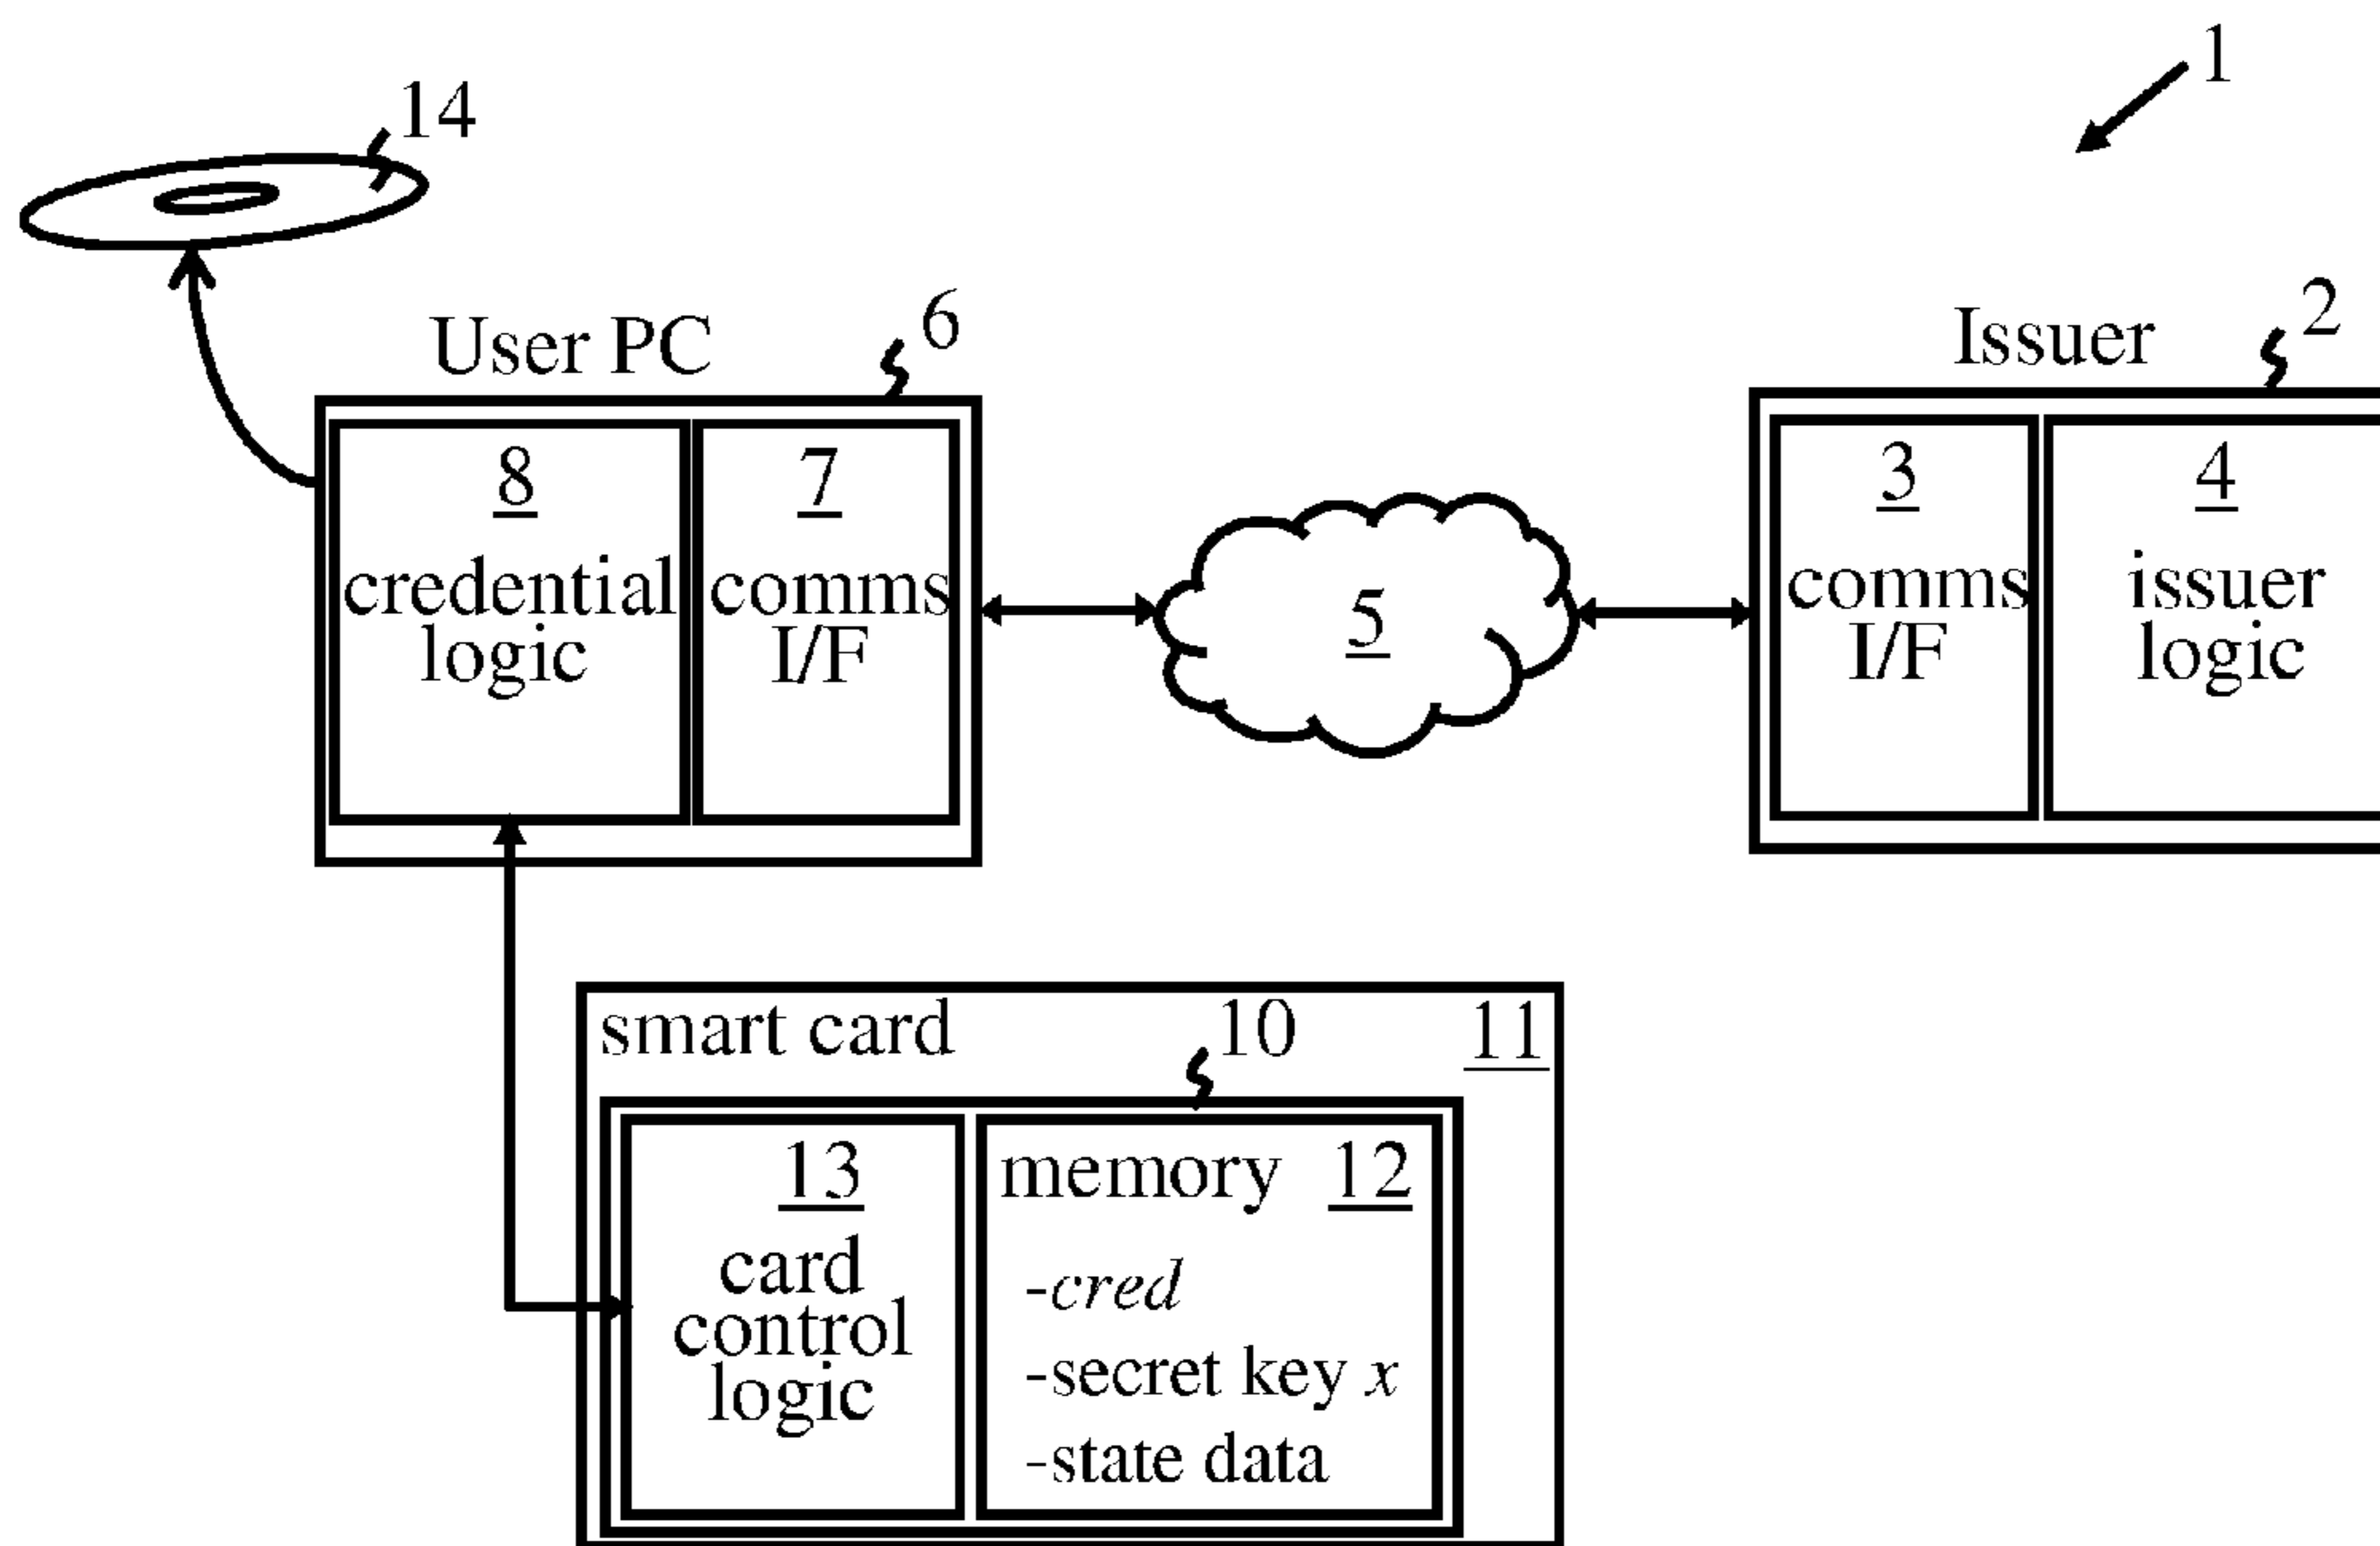 1
14
6
2
User PC
Issuer
8
7
3
4
credential
logic
comms
I/F
5
comms
I/F
issuer
logic
smart card
10
11
13
memory
12
card
control
logic
-cred
-secret key x
-state data